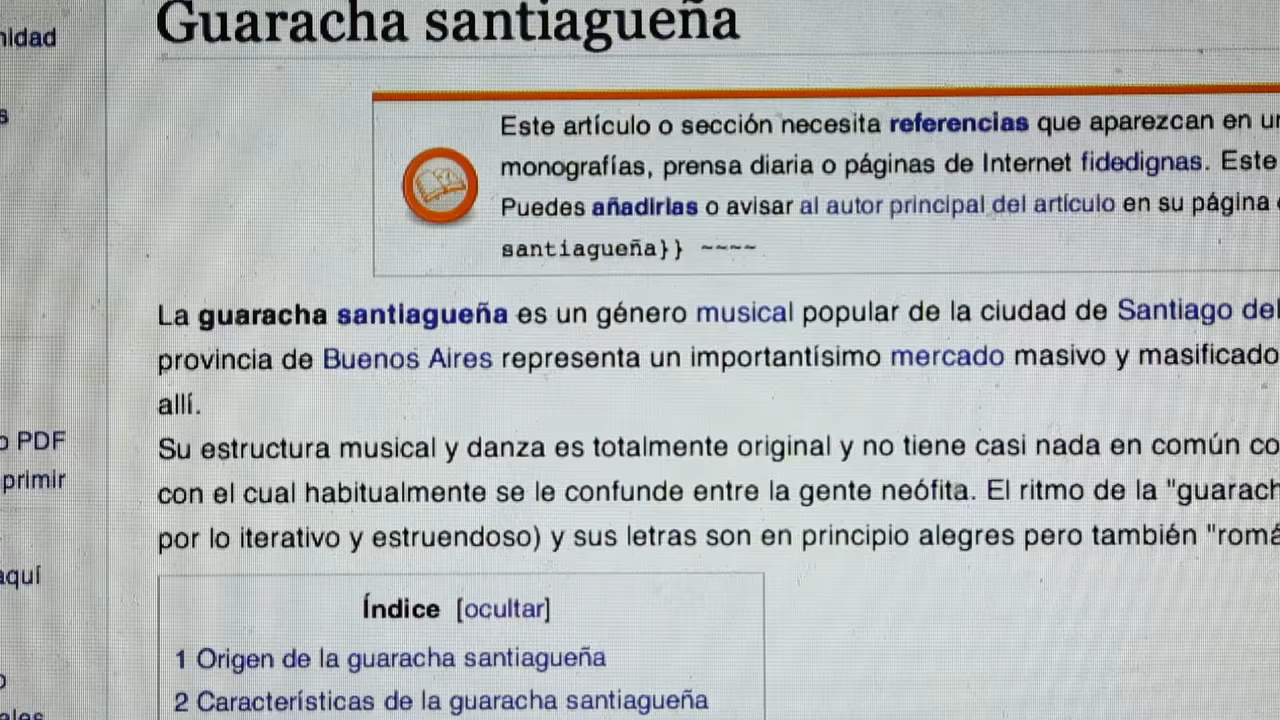 Guaracha santiagueña
Este artículo o sección necesita referencias que aparezcan en
monografías, prensa diaria o páginas de Internet fidedignas. Este
Puedes añadirlas o avisar al autor principal del artículo en su página
santiagueña}} ~~~~
La guaracha santiagueña es un género musical popular de la ciudad de Santiago del
provincia de Buenos Aires representa un importantísimo mercado masivo y masificado
allí.
Su estructura musical y danza es totalmente original y no tiene casi nada en común
con el cual habitualmente se le confunde entre la gente neófita. El ritmo de la "guarach
por lo iterativo y estruendoso) y sus letras son en principio alegres pero también "romá
Índice [ocultar]
1 Origen de la guaracha santiagueña
2 Características de la guaracha santiagueña
nidad
s
o PDF
primir
aquí
o
ales